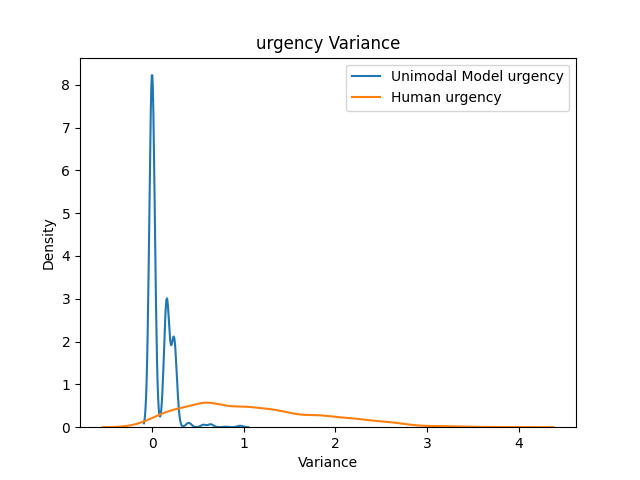 urgency Variance
Unimodal Model urgency
Human urgency
Density
8
7
6
5
4
3
2
1
0
0 1 2 3 4
Variance